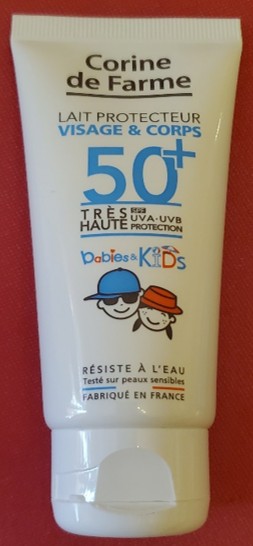 Corine
de Farme
LAIT PROTECTEUR
VISAGE & CORPS
50+
TRÈS SPF UVA-UVB
HAUTE PROTECTION
babies & KiDs
RÉSISTE À L'EAU
Testé sur peaux sensibles
FABRIQUÉ EN FRANCE